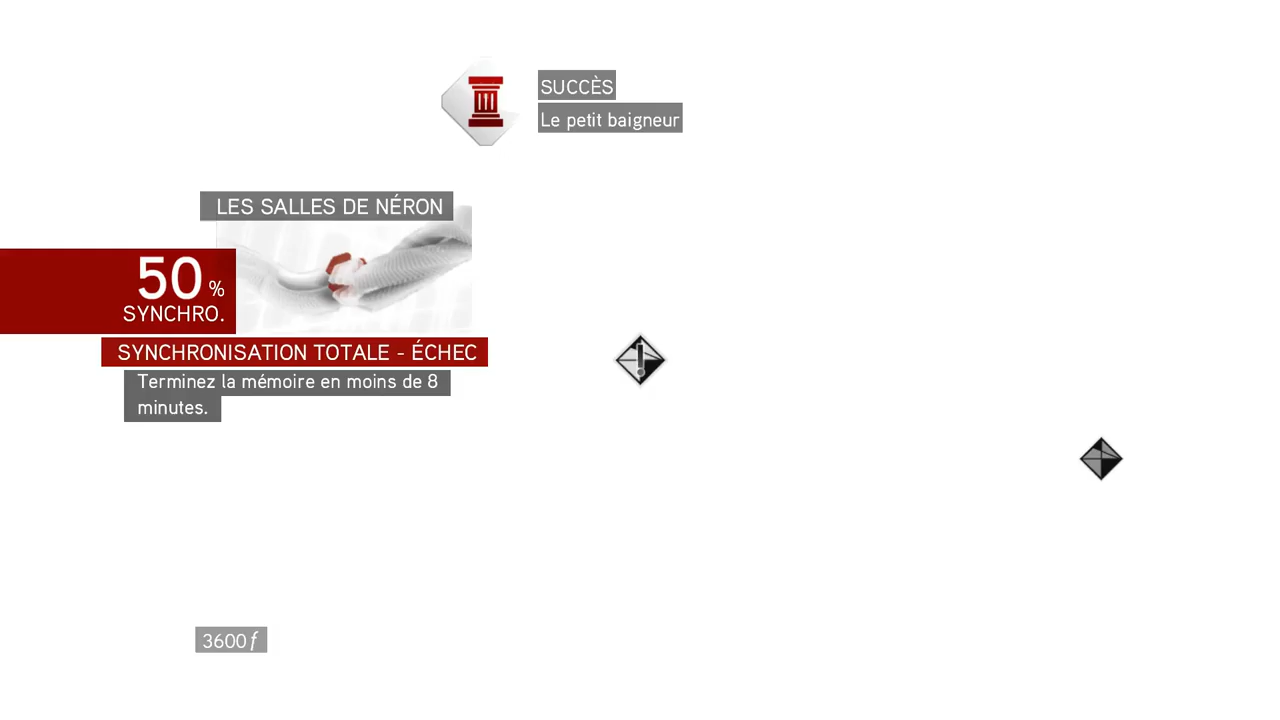 SUCCÈS
Le petit baigneur
LES SALLES DE NÉRON
50 %
SYNCHRO.
SYNCHRONISATION TOTALE - ÉCHEC
Terminez la mémoire en moins de 8
minutes.
3600 ƒ